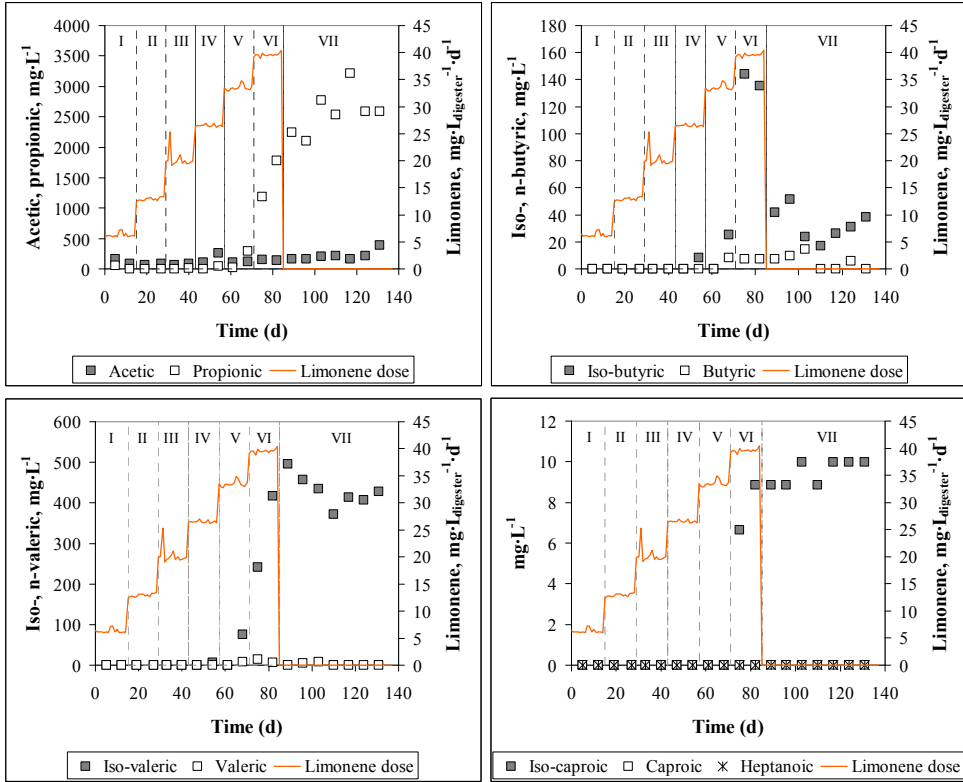 I II III IV V VI VII
4000 3500 3000 2500 2000 1500 1000 500 0
Acetic, propionic, mg·L⁻¹
45 40 35 30 25 20 15 10 5 0
Limonene, mg·L_digester⁻¹·d⁻¹
0 20 40 60 80 100 120 140
Time (d)
Acetic Propionic Limonene dose
I II III IV V VI VII
180 160 140 120 100 80 60 40 20 0
Iso-, n-butyric, mg·L⁻¹
45 40 35 30 25 20 15 10 5 0
Limonene, mg·L_digester⁻¹·d⁻¹
0 20 40 60 80 100 120 140
Time (d)
Iso-butyric Butyric Limonene dose
I II III IV V VI VII
600 500 400 300 200 100 0
Iso-, n-valeric, mg·L⁻¹
45 40 35 30 25 20 15 10 5 0
Limonene, mg·L_digester⁻¹·d⁻¹
0 20 40 60 80 100 120 140
Time (d)
Iso-valeric Valeric Limonene dose
I II III IV V VI VII
12 10 8 6 4 2 0
mg·L⁻¹
45 40 35 30 25 20 15 10 5 0
Limonene, mg·L_digester⁻¹·d⁻¹
0 20 40 60 80 100 120 140
Time (d)
Iso-caproic Caproic Heptanoic Limonene dose